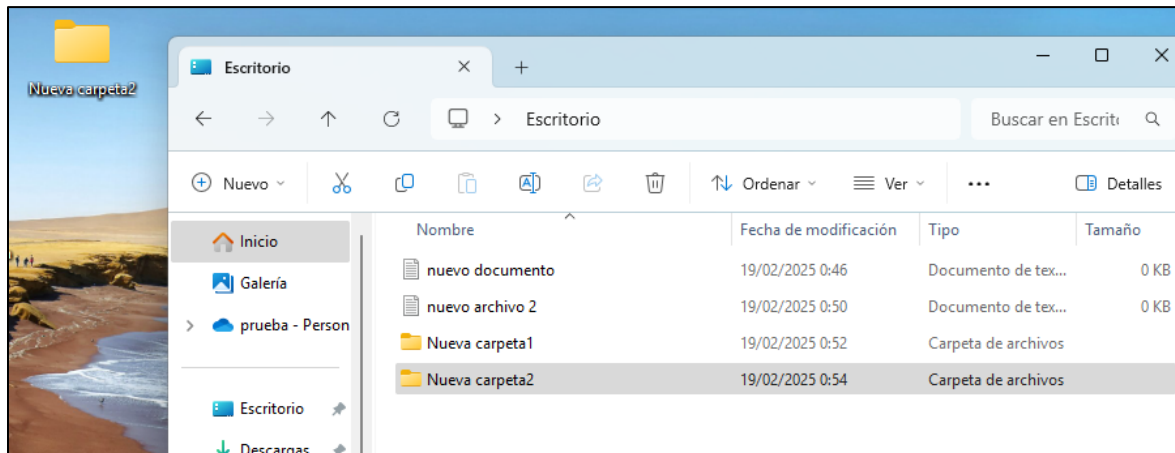 Nueva carpeta2
Escritorio
Escritorio
Buscar en Escrit
Nuevo
Ordenar
Ver
Detalles
Inicio
Galería
prueba - Person
Escritorio
Descargas
Nombre Fecha de modificación Tipo Tamaño
nuevo documento 19/02/2025 0:46 Documento de tex... 0 KB
nuevo archivo 2 19/02/2025 0:50 Documento de tex... 0 KB
Nueva carpeta1 19/02/2025 0:52 Carpeta de archivos
Nueva carpeta2 19/02/2025 0:54 Carpeta de archivos